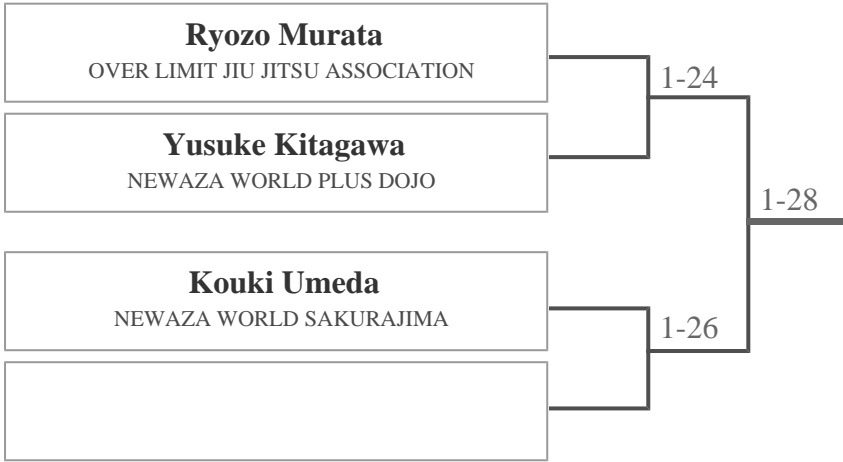 Ryozo Murata
OVER LIMIT JIU JITSU ASSOCIATION
1-24
Yusuke Kitagawa
NEWAZA WORLD PLUS DOJO
1-28
Kouki Umeda
NEWAZA WORLD SAKURAJIMA
1-26